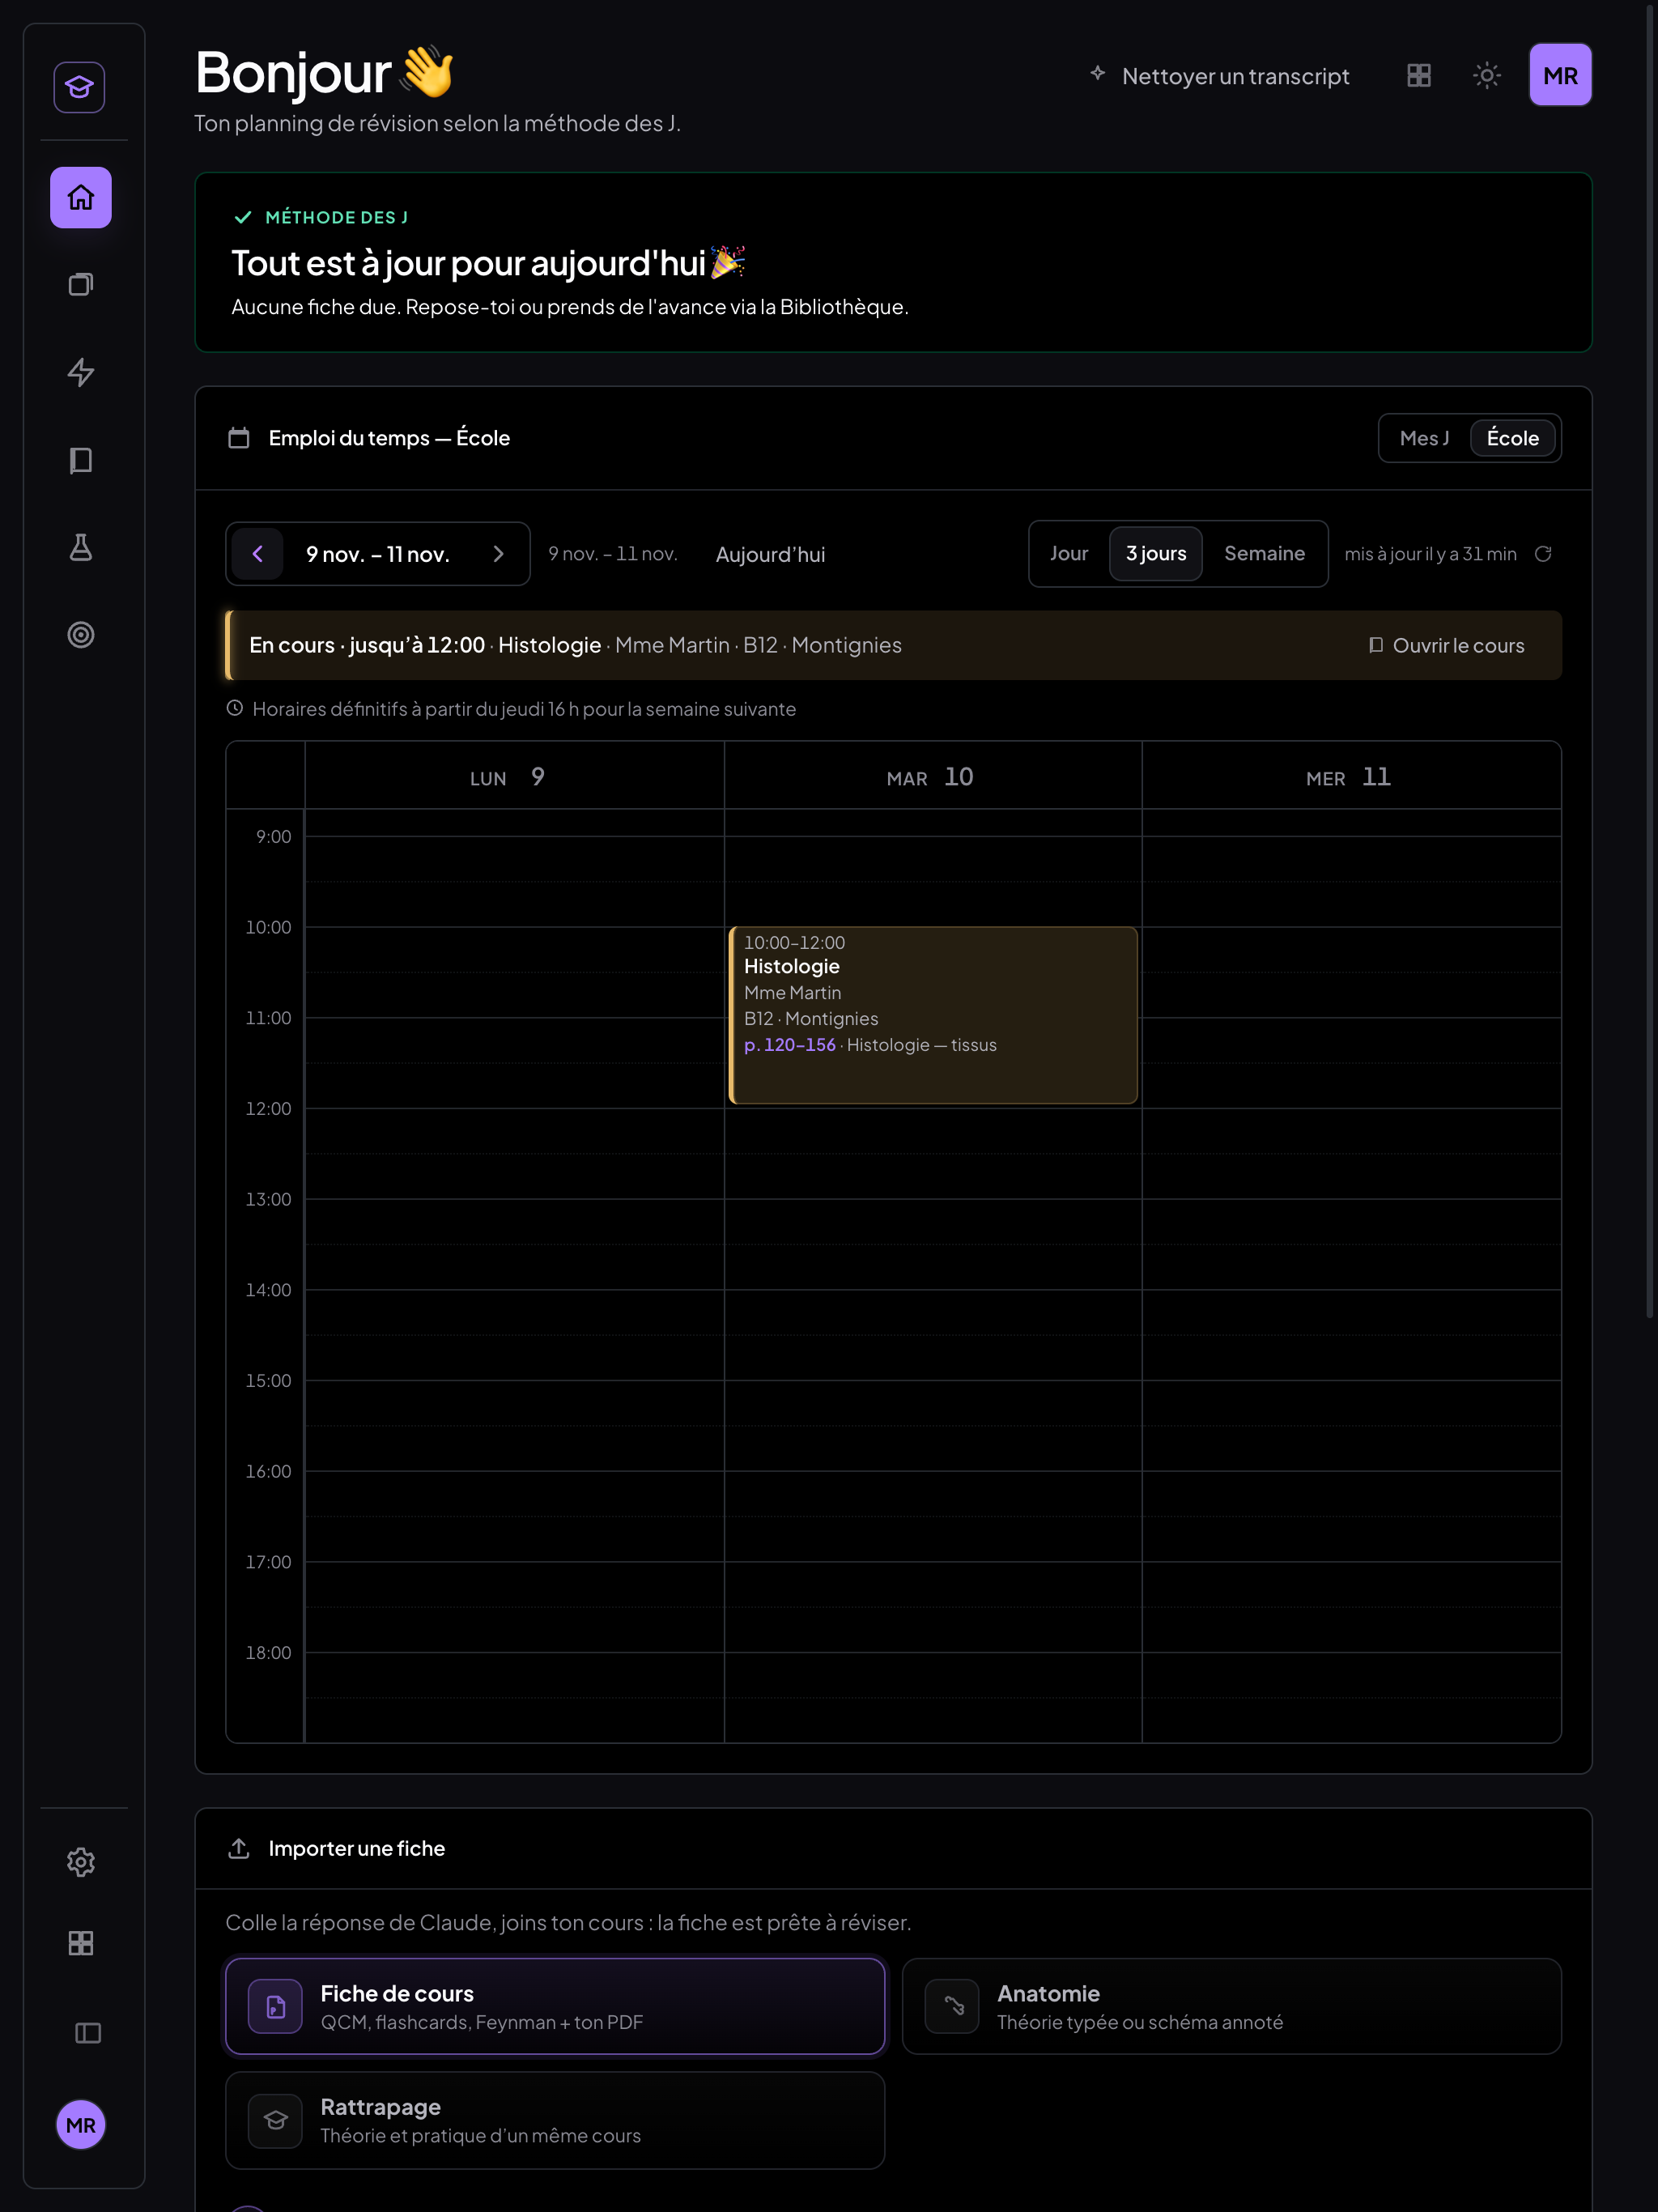 Bonjour 👋
Nettoyer un transcript
MR
Ton planning de révision selon la méthode des J.
MÉTHODE DES J
Tout est à jour pour aujourd'hui 🎉
Aucune fiche due. Repose-toi ou prends de l'avance via la Bibliothèque.
Emploi du temps — École
Mes J
École
9 nov. – 11 nov.
9 nov. – 11 nov.
Aujourd’hui
Jour
3 jours
Semaine
mis à jour il y a 31 min
En cours · jusqu’à 12:00 · Histologie · Mme Martin · B12 · Montignies
Ouvrir le cours
Horaires définitifs à partir du jeudi 16 h pour la semaine suivante
LUN 9
MAR 10
MER 11
9:00
10:00
10:00–12:00
Histologie
Mme Martin
B12 · Montignies
p. 120–156 · Histologie — tissus
11:00
12:00
13:00
14:00
15:00
16:00
17:00
18:00
Importer une fiche
Colle la réponse de Claude, joins ton cours : la fiche est prête à réviser.
Fiche de cours
QCM, flashcards, Feynman + ton PDF
Anatomie
Théorie typée ou schéma annoté
Rattrapage
Théorie et pratique d’un même cours
MR